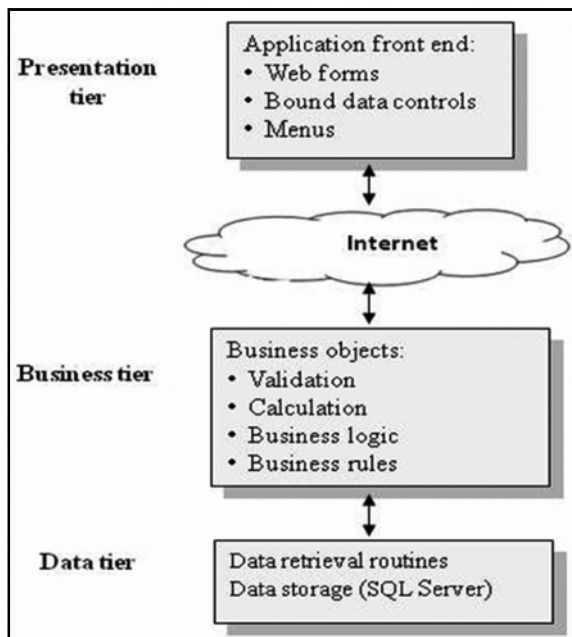 Presentation
tier
Application front end:
• Web forms
• Bound data controls
• Menus
Internet
Business tier
Business objects:
• Validation
• Calculation
• Business logic
• Business rules
Data tier
Data retrieval routines
Data storage (SQL Server)